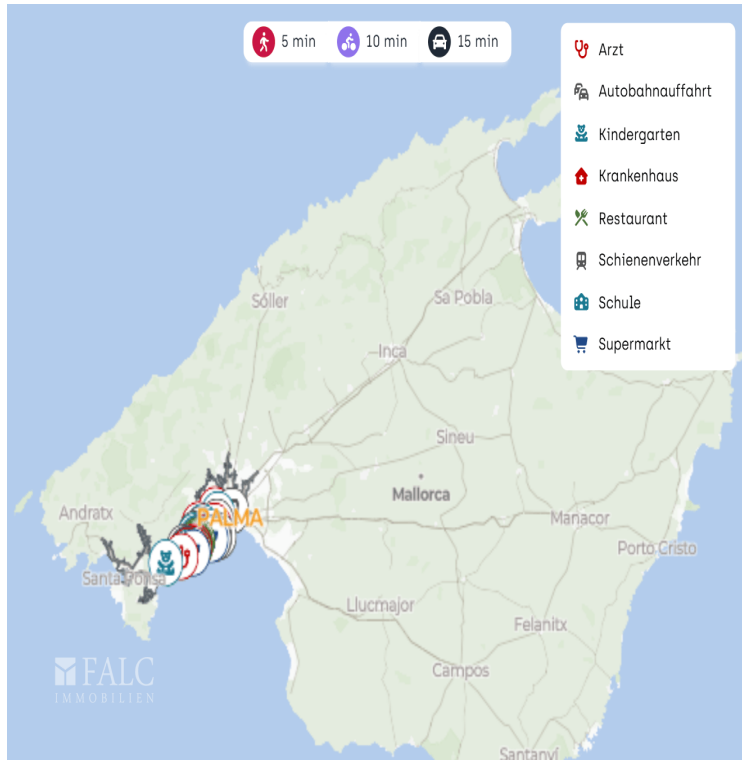 5 min
10 min
15 min
Arzt
Autobahnauffahrt
Kindergarten
Krankenhaus
Restaurant
Schienenverkehr
Schule
Supermarkt
Sóller
Sa Pobla
Inca
Sineu
Mallorca
Andratx
PALMA
Manacor
Porto Cristo
Santa Ponsa
Llucmajor
Felanitx
Campos
Santanyí
FALC
IMMOBILIEN